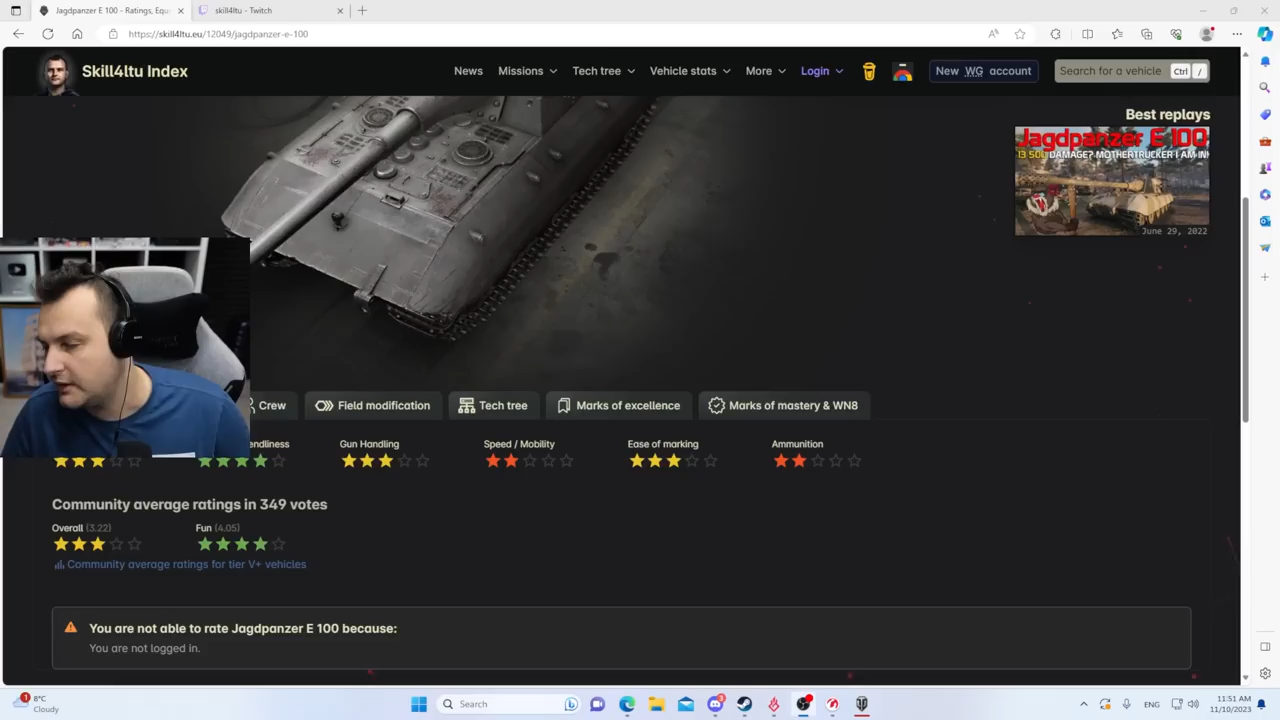 Jagdpanzer E 100 - Ratings, Equ
skill4ltu - Twitch
https://skill4ltu.eu/12049/jagdpanzer-e-100
Skill4ltu Index
News
Missions
Tech tree
Vehicle stats
More
Login
New WG account
Search for a vehicle
Ctrl
/
Best replays
Jagdpanzer E 100
13 500 DAMAGE? MOTHERTRUCKER I AM IN!
June 29, 2022
Crew
Field modification
Tech tree
Marks of excellence
Marks of mastery & WN8
endliness
Gun Handling
Speed / Mobility
Ease of marking
Ammunition
Community average ratings in 349 votes
Overall (3.22)
Fun (4.05)
Community average ratings for tier V+ vehicles
You are not able to rate Jagdpanzer E 100 because:
You are not logged in.
1
8°C
Cloudy
Search
ENG
11:51 AM
11/10/2023